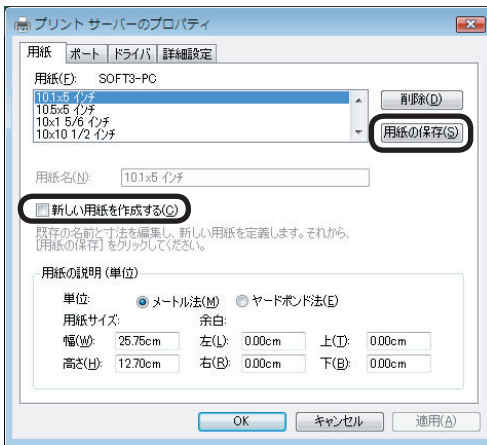 プリント サーバーのプロパティ
用紙 ポート ドライバ 詳細設定
用紙(F): SOFT3-PC
10.1x5 インチ
10.5x5 インチ
10x1 5/6 インチ
10x10 1/2 インチ
削除(D)
用紙の保存(S)
用紙名(N): 10.1x5 インチ
新しい用紙を作成する(C)
既存の名前と寸法を編集し、新しい用紙を定義します。それから、
[用紙の保存] をクリックしてください。
用紙の説明 (単位)
単位: メートル法(M) ヤードポンド法(E)
用紙サイズ: 余白:
幅(W): 25.75cm 左(L): 0.00cm 上(T): 0.00cm
高さ(H): 12.70cm 右(R): 0.00cm 下(B): 0.00cm
OK キャンセル 適用(A)